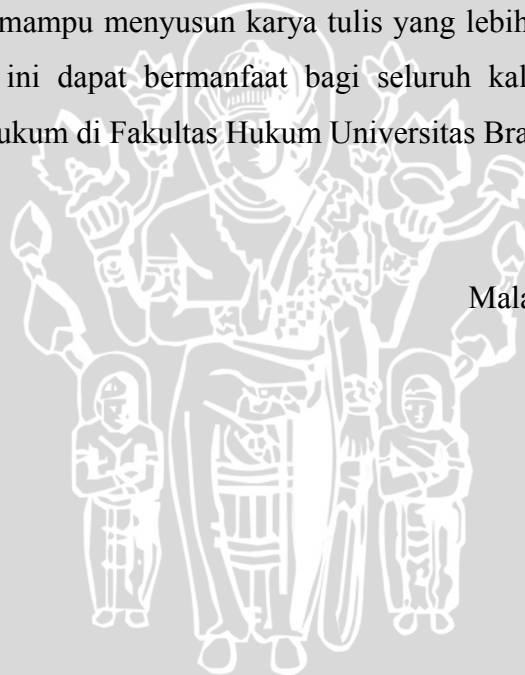 mampu menyusun karya tulis yang lebih
ini dapat bermanfaat bagi seluruh kal
ukum di Fakultas Hukum Universitas Bra
Mala